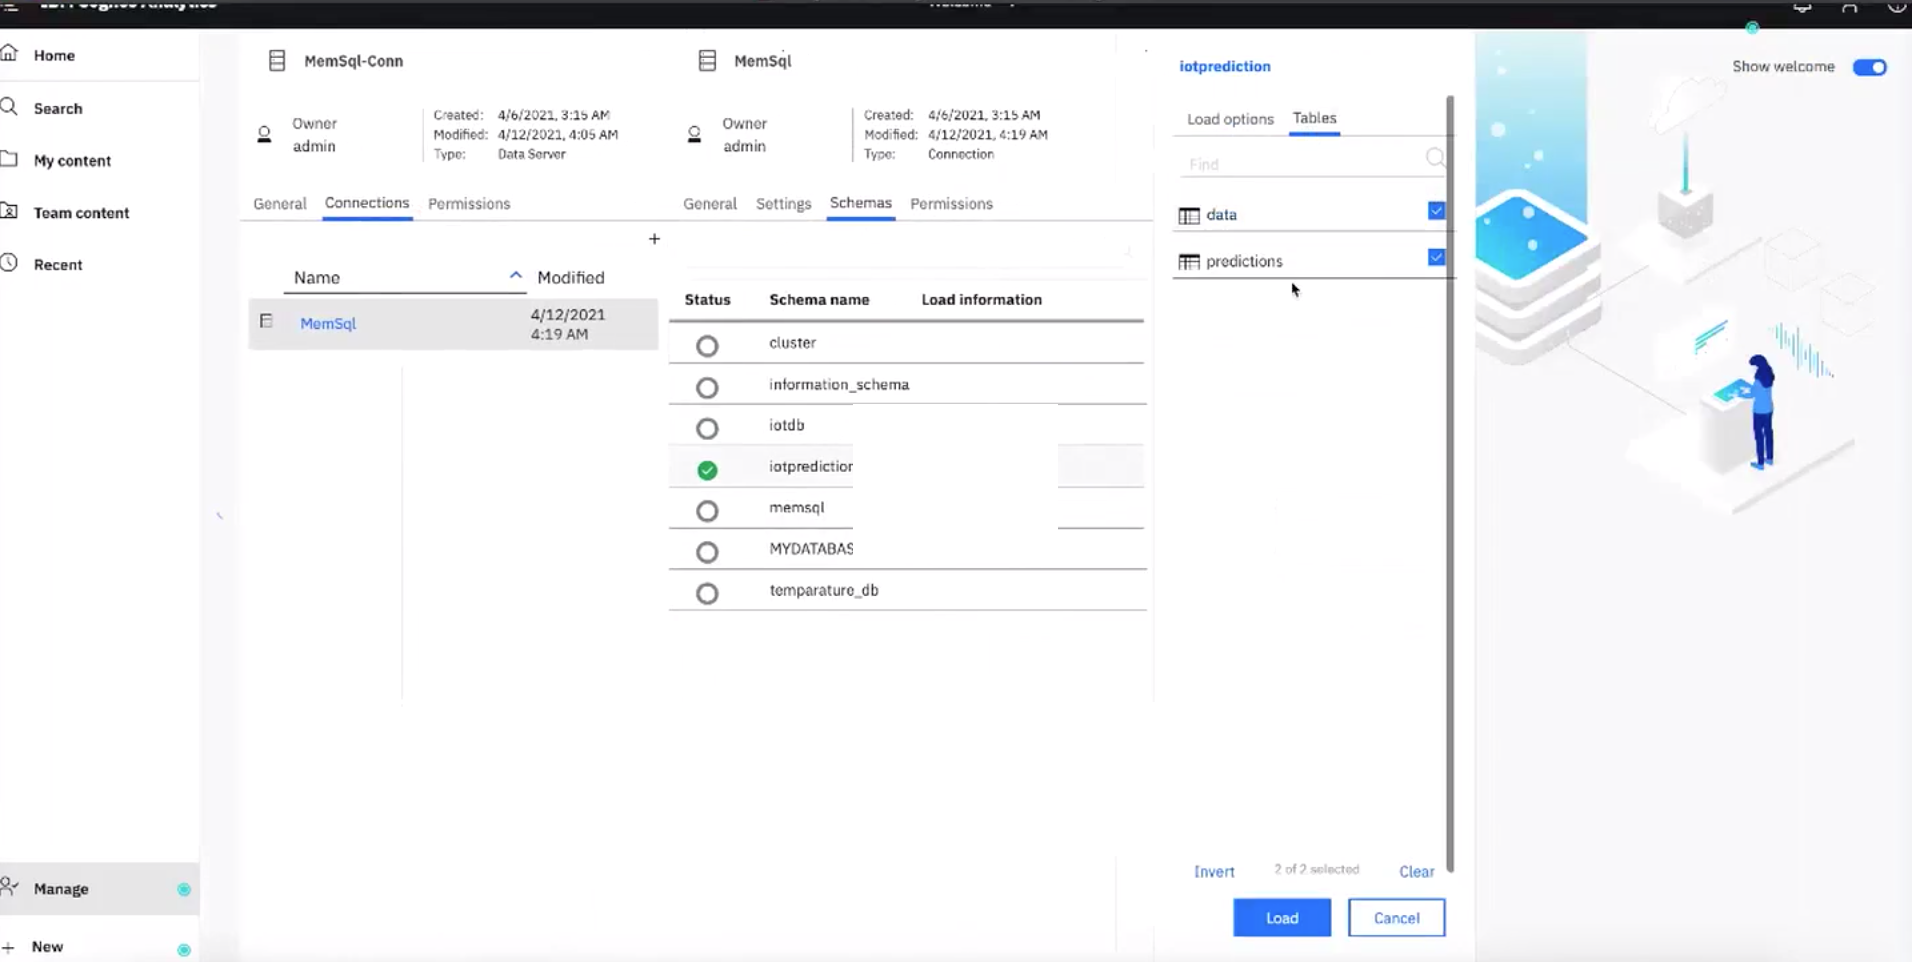 Home
Search
My content
Team content
Recent
Manage
New
MemSql-Conn
Owner
admin
Created: 4/6/2021, 3:15 AM
Modified: 4/12/2021, 4:05 AM
Type: Data Server
General Connections Permissions
+
Name Modified
MemSql 4/12/2021
4:19 AM
MemSql
Owner
admin
Created: 4/6/2021, 3:15 AM
Modified: 4/12/2021, 4:19 AM
Type: Connection
General Settings Schemas Permissions
Status Schema name Load information
cluster
information_schema
iotdb
iotprediction
memsql
MYDATABAS
temparature_db
iotprediction
Load options Tables
Find
data
predictions
Invert 2 of 2 selected Clear
Load Cancel
Show welcome